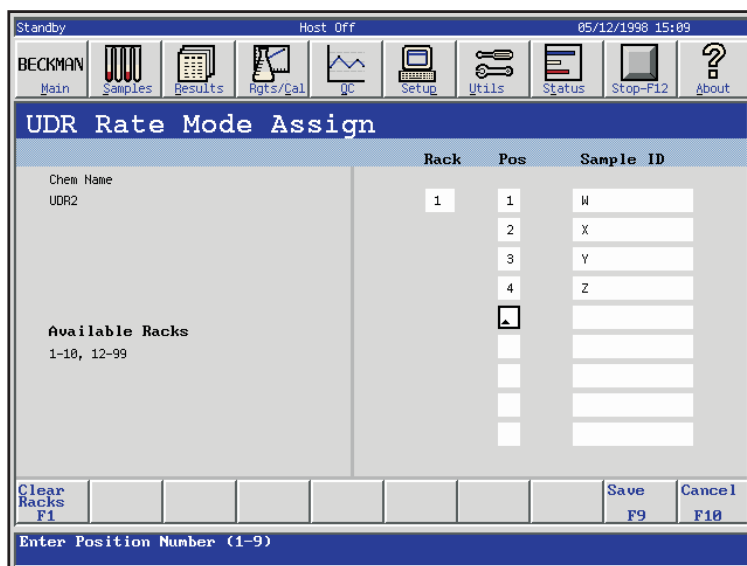 Standby Host Off 05/12/1998 15:09
BECKMAN
Main Samples Results Rgts/Cal QC Setup Utils Status Stop-F12 About
UDR Rate Mode Assign
Rack Pos Sample ID
Chem Name
UDR2
1 1 W
2 X
3 Y
4 Z
Available Racks
1-10, 12-99
Clear Racks F1
Save F9
Cancel F10
Enter Position Number (1-9)